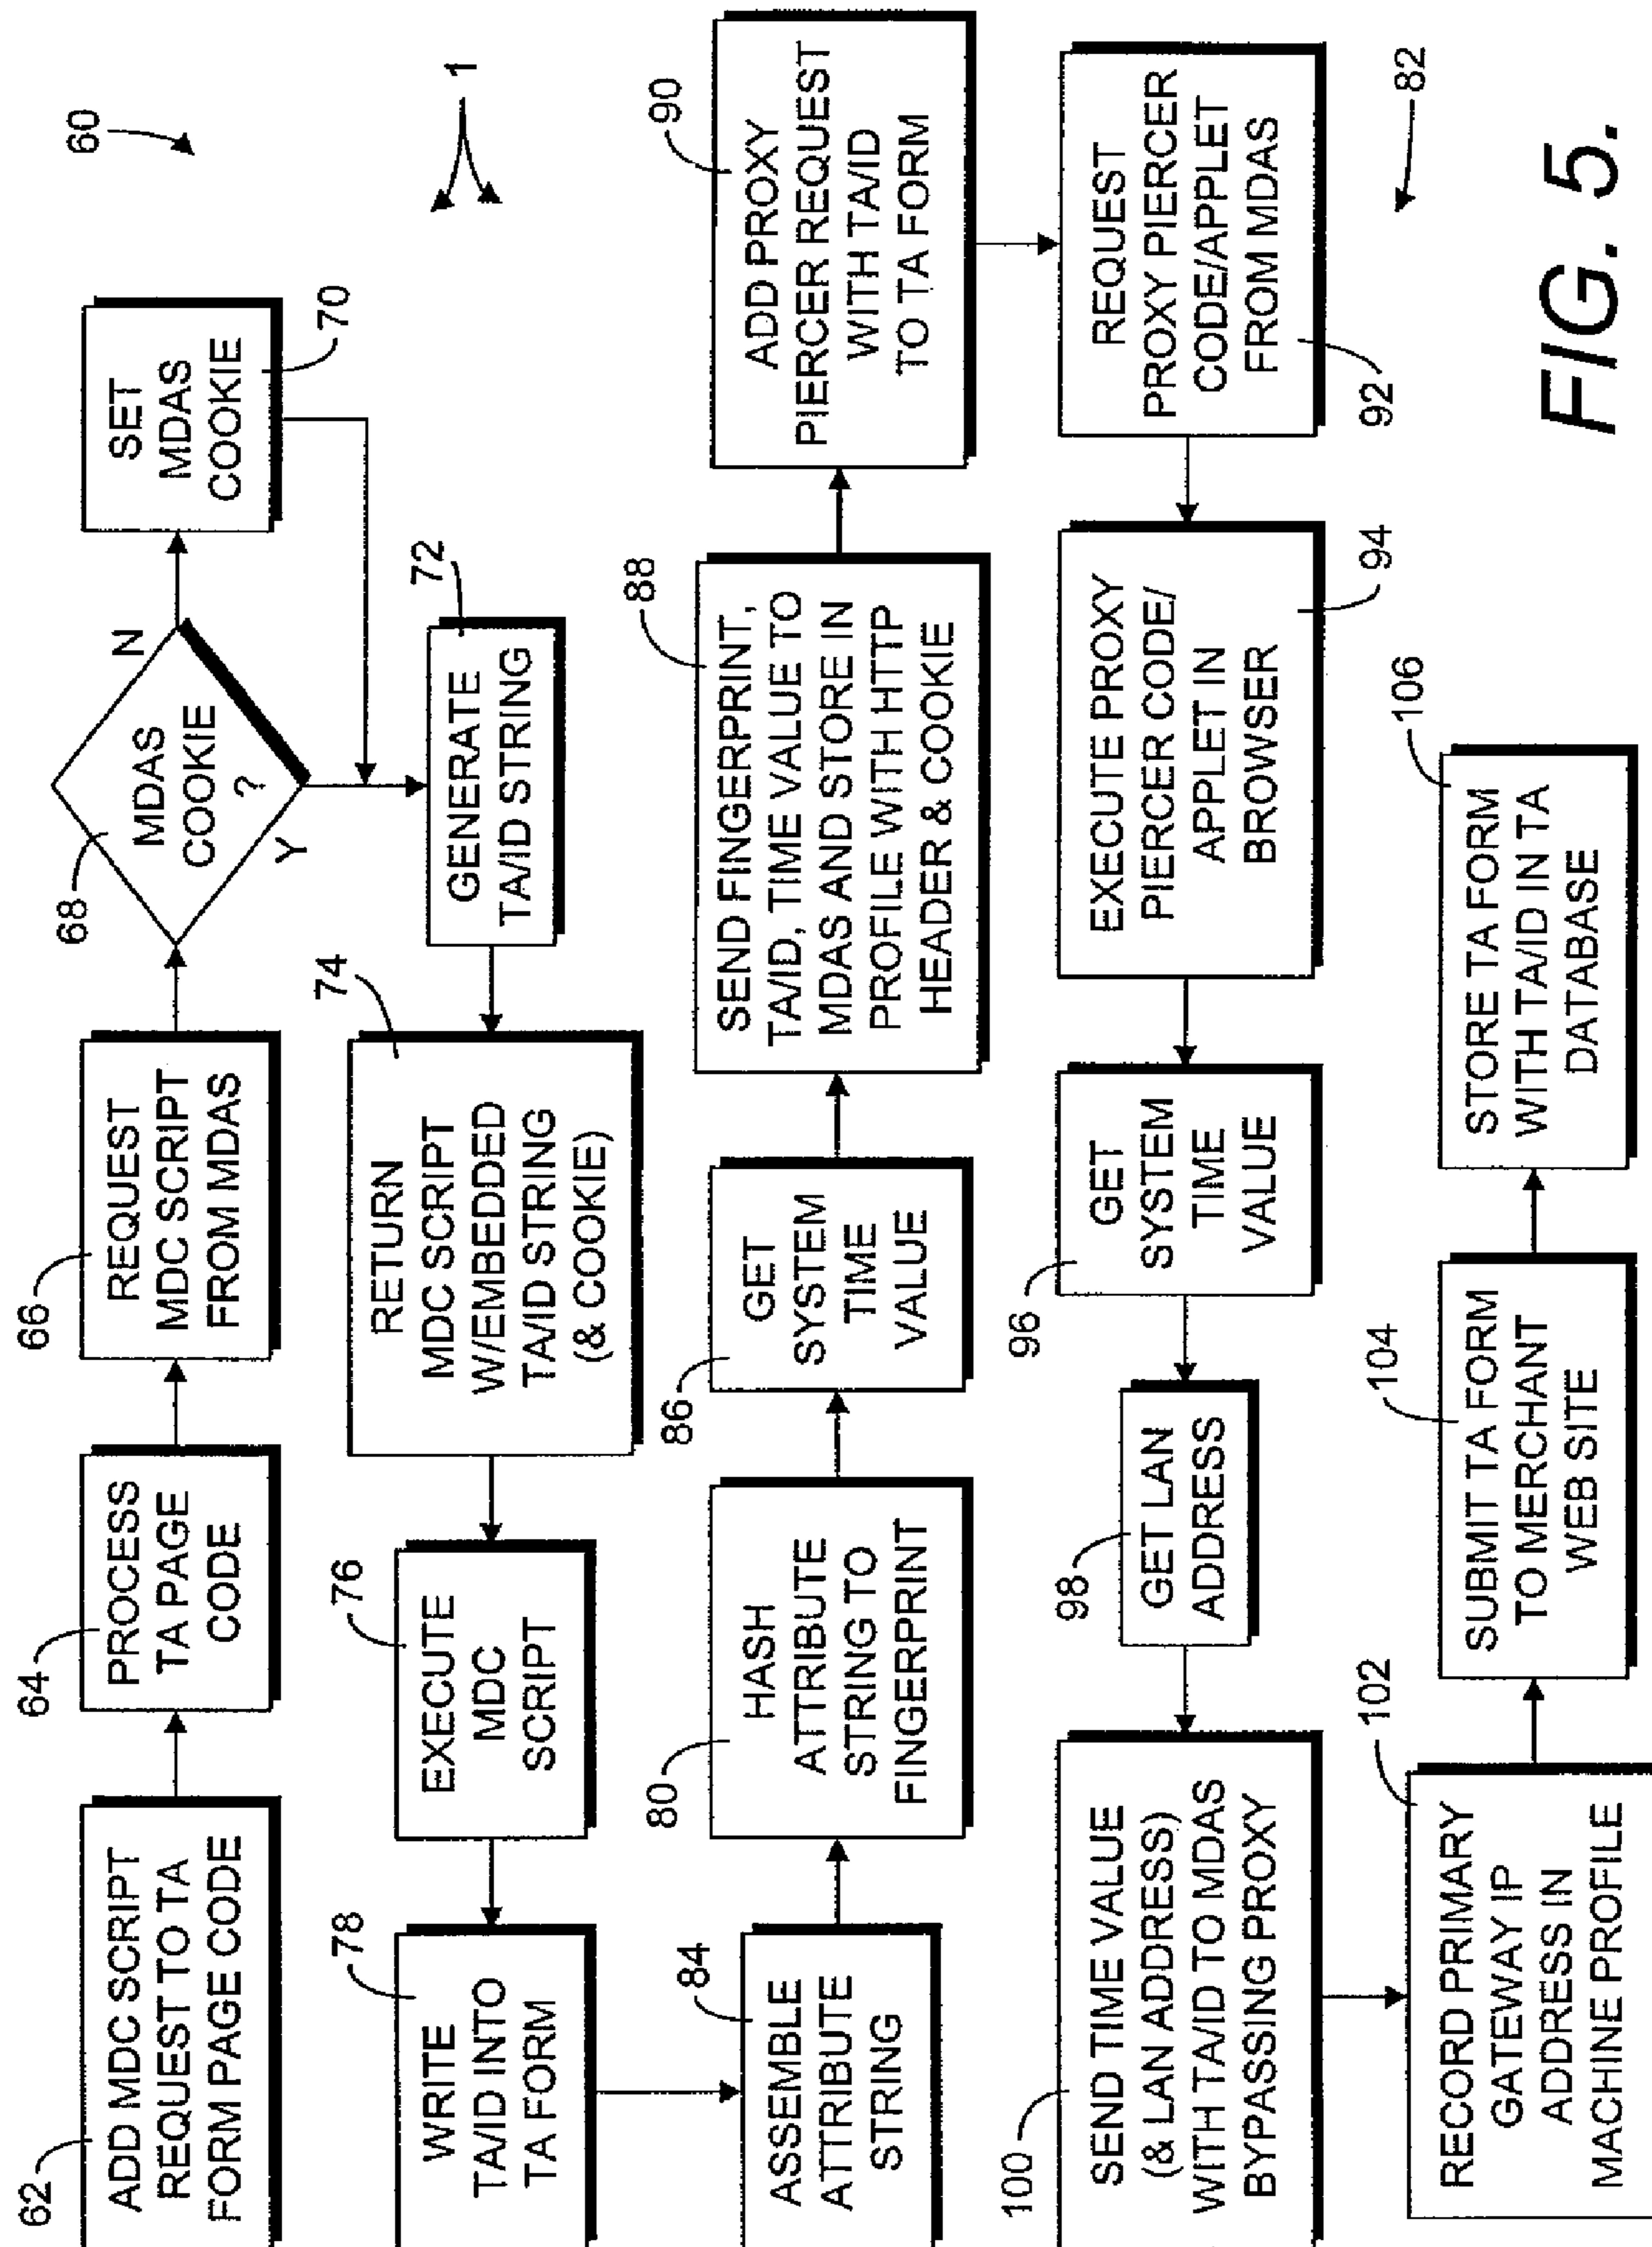 62
ADD MDC SCRIPT
REQUEST TO TA
FORM PAGE CODE
64
PROCESS
TA PAGE
CODE
66
REQUEST
MDC SCRIPT
FROM MDAS
68
MDAS
COOKIE
?
N
Y
SET
MDAS
COOKIE
70
60
1
72
GENERATE
TA/ID STRING
74
RETURN
MDC SCRIPT
W/EMBEDDED
TA/ID STRING
(& COOKIE)
76
EXECUTE
MDC
SCRIPT
78
WRITE
TA/ID INTO
TA FORM
84
ASSEMBLE
ATTRIBUTE
STRING
80
HASH
ATTRIBUTE
STRING TO
FINGERPRINT
86
GET
SYSTEM
TIME
VALUE
88
SEND FINGERPRINT,
TA/ID, TIME VALUE TO
MDAS AND STORE IN
PROFILE WITH HTTP
HEADER & COOKIE
90
ADD PROXY
PIERCER REQUEST
WITH TA/ID
TO TA FORM
REQUEST
PROXY PIERCER
CODE/APPLET
FROM MDAS
92
EXECUTE PROXY
PIERCER CODE/
APPLET IN
BROWSER
94
GET
SYSTEM
TIME
VALUE
96
98
GET LAN
ADDRESS
100
SEND TIME VALUE
(& LAN ADDRESS)
WITH TA/ID TO MDAS
BYPASSING PROXY
102
RECORD PRIMARY
GATEWAY IP
ADDRESS IN
MACHINE PROFILE
104
SUBMIT TA FORM
TO MERCHANT
WEB SITE
106
STORE TA FORM
WITH TA/ID IN TA
DATABASE
82
FIG. 5.